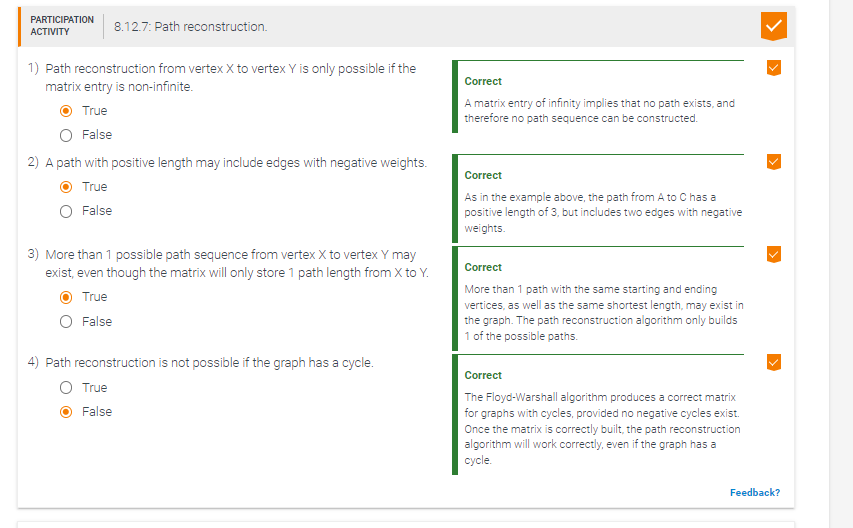 PARTICIPATION
ACTIVITY
8.12.7: Path reconstruction.
1) Path reconstruction from vertex X to vertex Y is only possible if the
matrix entry is non-infinite.
True
False
Correct
A matrix entry of infinity implies that no path exists, and
therefore no path sequence can be constructed.
2) A path with positive length may include edges with negative weights.
True
False
Correct
As in the example above, the path from A to C has a
positive length of 3, but includes two edges with negative
weights.
3) More than 1 possible path sequence from vertex X to vertex Y may
exist, even though the matrix will only store 1 path length from X to Y.
True
False
Correct
More than 1 path with the same starting and ending
vertices, as well as the same shortest length, may exist in
the graph. The path reconstruction algorithm only builds
1 of the possible paths.
4) Path reconstruction is not possible if the graph has a cycle.
True
False
Correct
The Floyd-Warshall algorithm produces a correct matrix
for graphs with cycles, provided no negative cycles exist.
Once the matrix is correctly built, the path reconstruction
algorithm will work correctly, even if the graph has a
cycle.
Feedback?